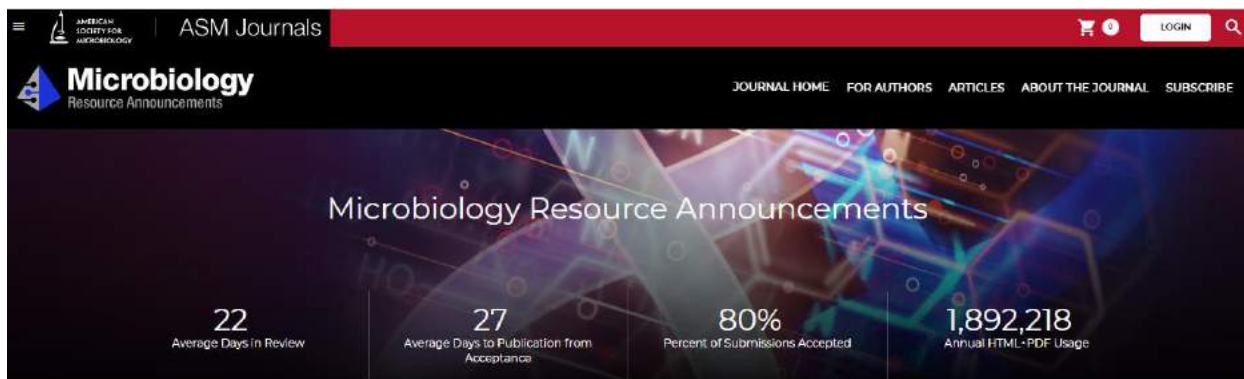 AMERICAN
SOCIETY FOR
MICROBIOLOGY
ASM Journals
0
LOGIN
Microbiology
Resource Announcements
JOURNAL HOME FOR AUTHORS ARTICLES ABOUT THE JOURNAL SUBSCRIBE
Microbiology Resource Announcements
22
Average Days in Review
27
Average Days to Publication from
Acceptance
80%
Percent of Submissions Accepted
1,892,218
Annual HTML+PDF Usage